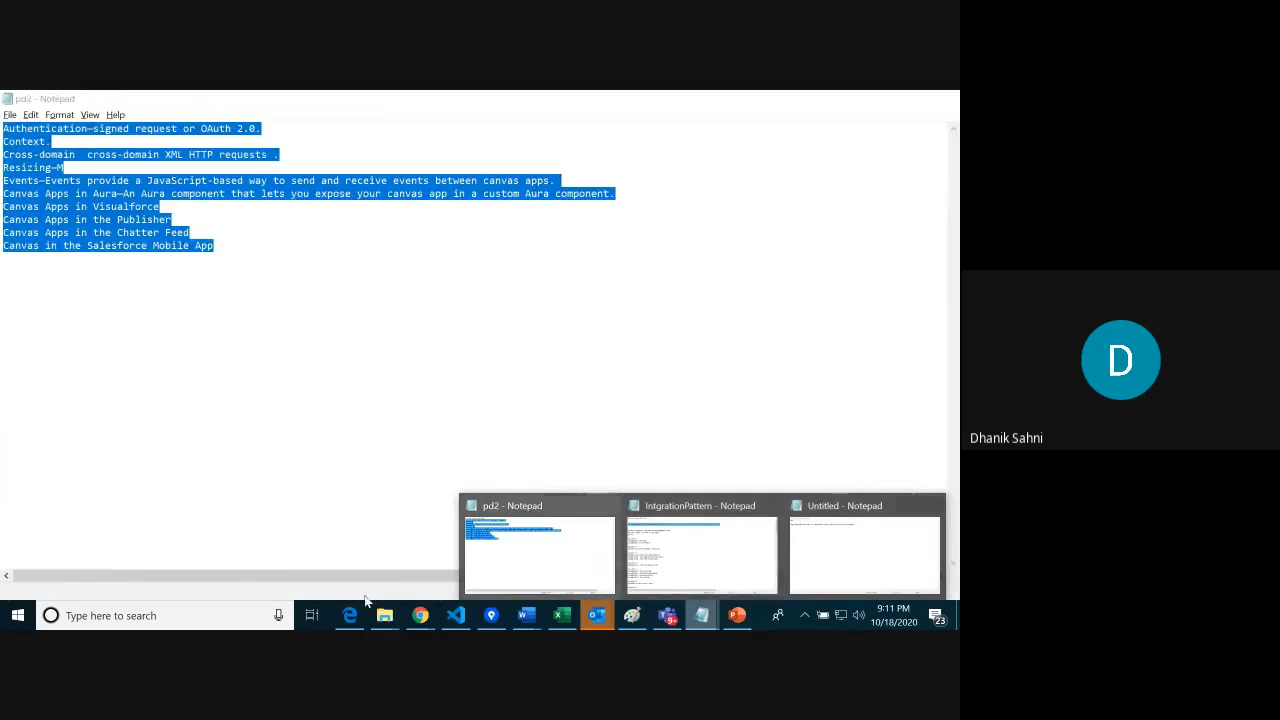 pd2 - Notepad
File Edit Format View Help
Authentication—signed request or OAuth 2.0.
Context.
Cross-domain  cross-domain XML HTTP requests .
Resizing—M
Events—Events provide a JavaScript-based way to send and receive events between canvas apps.
Canvas Apps in Aura—An Aura component that lets you expose your canvas app in a custom Aura component.
Canvas Apps in Visualforce
Canvas Apps in the Publisher
Canvas Apps in the Chatter Feed
Canvas in the Salesforce Mobile App
D
Dhanik Sahni
pd2 - Notepad
IntgrationPattern - Notepad
Untitled - Notepad
Type here to search
9+
9:11 PM
10/18/2020
23